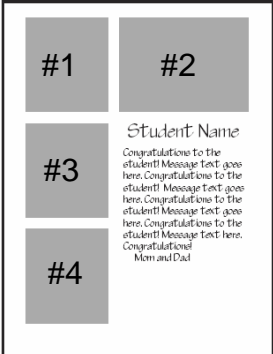 #1
#2
#3
#4
Student Name
Congratulations to the
student! Message text goes
here. Congratulations to the
student! Message text goes
here. Congratulations to the
student! Message text goes
here. Congratulations to the
student! Message text here.
Congratulations!
Mom and Dad